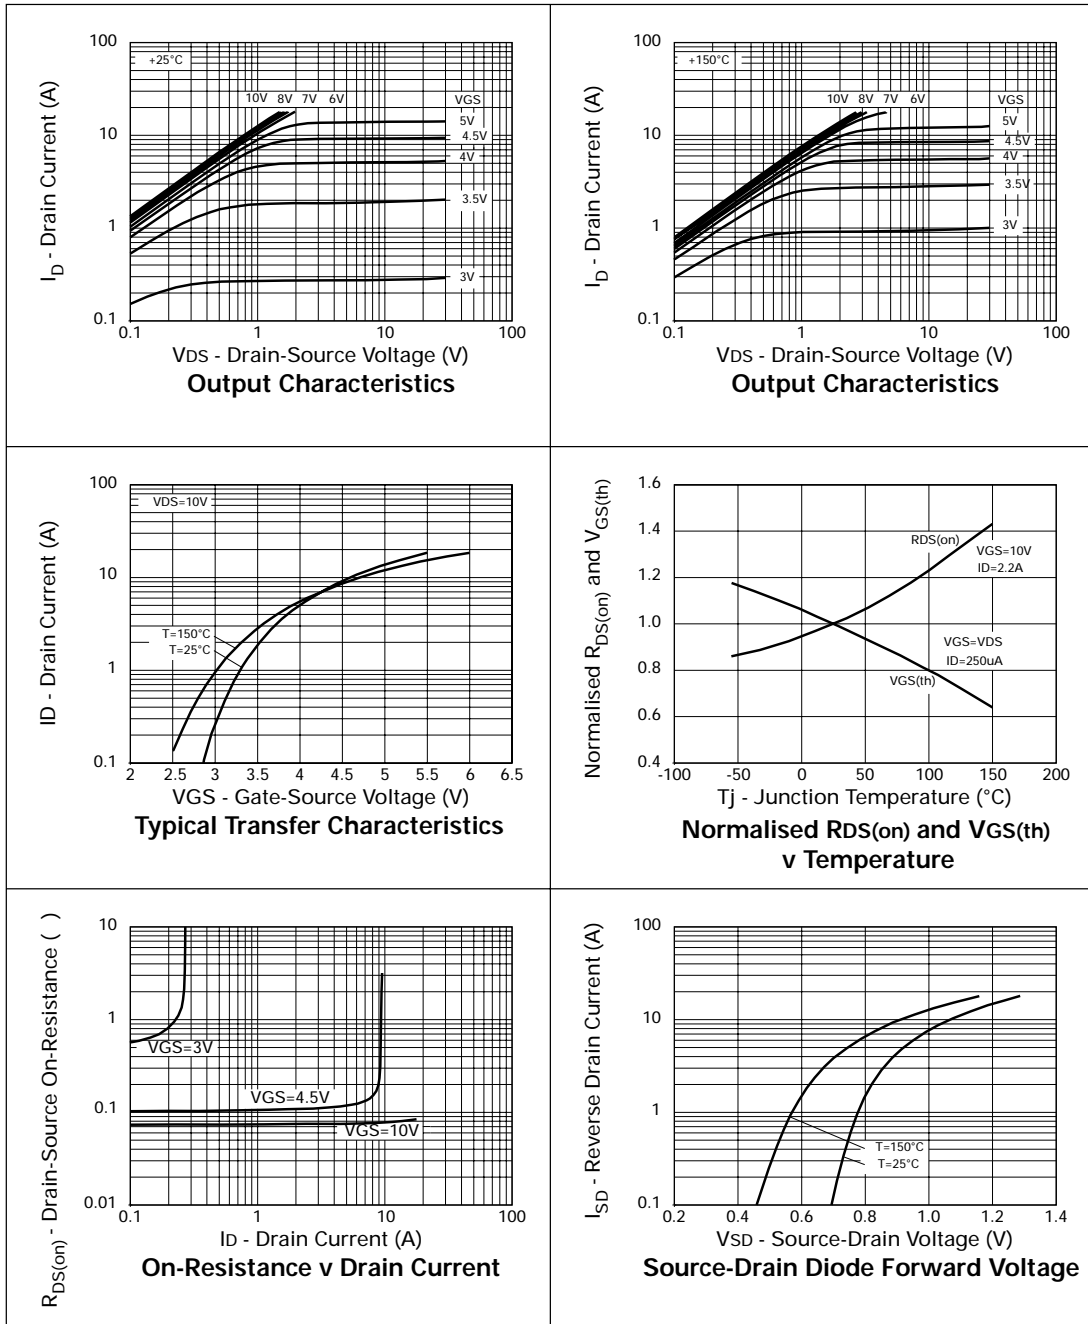 100
10
1
0.1
ID - Drain Current (A)
+25°C
10V 8V 7V 6V
VGS
5V
4.5V
4V
3.5V
3V
0.1 1 10 100
VDS - Drain-Source Voltage (V)
Output Characteristics
100
10
1
0.1
ID - Drain Current (A)
+150°C
10V 8V 7V 6V
VGS
5V
4.5V
4V
3.5V
3V
0.1 1 10 100
VDS - Drain-Source Voltage (V)
Output Characteristics
100
10
1
0.1
ID - Drain Current (A)
VDS=10V
T=150°C
T=25°C
2 2.5 3 3.5 4 4.5 5 5.5 6 6.5
VGS - Gate-Source Voltage (V)
Typical Transfer Characteristics
1.6
1.4
1.2
1.0
0.8
0.6
0.4
Normalised RDS(on) and VGS(th)
RDS(on)
VGS=10V
ID=2.2A
VGS=VDS
ID=250uA
VGS(th)
-100 -50 0 50 100 150 200
Tj - Junction Temperature (°C)
Normalised RDS(on) and VGS(th)
v Temperature
10
1
0.1
0.01
RDS(on) - Drain-Source On-Resistance ( )
VGS=3V
VGS=4.5V
VGS=10V
0.1 1 10 100
ID - Drain Current (A)
On-Resistance v Drain Current
100
10
1
0.1
ISD - Reverse Drain Current (A)
T=150°C
T=25°C
0.2 0.4 0.6 0.8 1.0 1.2 1.4
VSD - Source-Drain Voltage (V)
Source-Drain Diode Forward Voltage